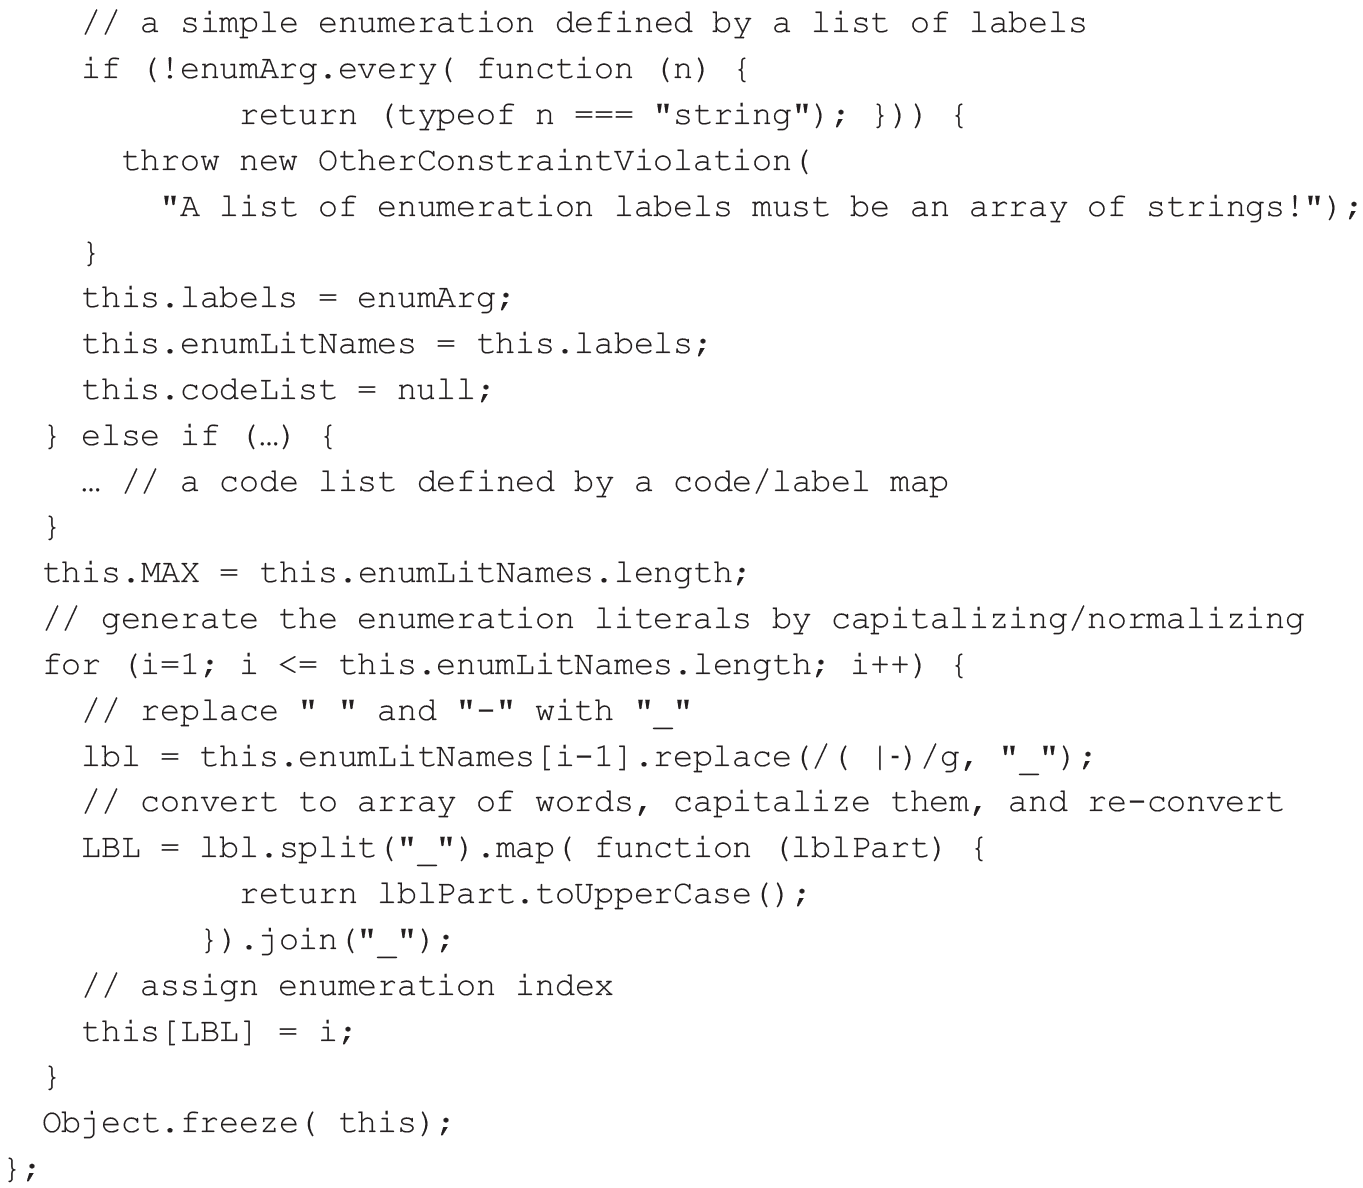 // a simple enumeration defined by a list of labels
if (!enumArg.every( function (n) {
return (typeof n === "string"); })) {
throw new OtherConstraintViolation(
"A list of enumeration labels must be an array of strings!");
}
this.labels = enumArg;
this.enumLitNames = this.labels;
this.codeList = null;
} else if (…) {
… // a code list defined by a code/label map
}
this.MAX = this.enumLitNames.length;
// generate the enumeration literals by capitalizing/normalizing
for (i=1; i <= this.enumLitNames.length; i++) {
// replace " " and "-" with "_"
lbl = this.enumLitNames[i-1].replace(/( |-)/g, "_");
// convert to array of words, capitalize them, and re-convert
LBL = lbl.split("_").map( function (lblPart) {
return lblPart.toUpperCase();
}).join("_");
// assign enumeration index
this[LBL] = i;
}
Object.freeze( this);
};